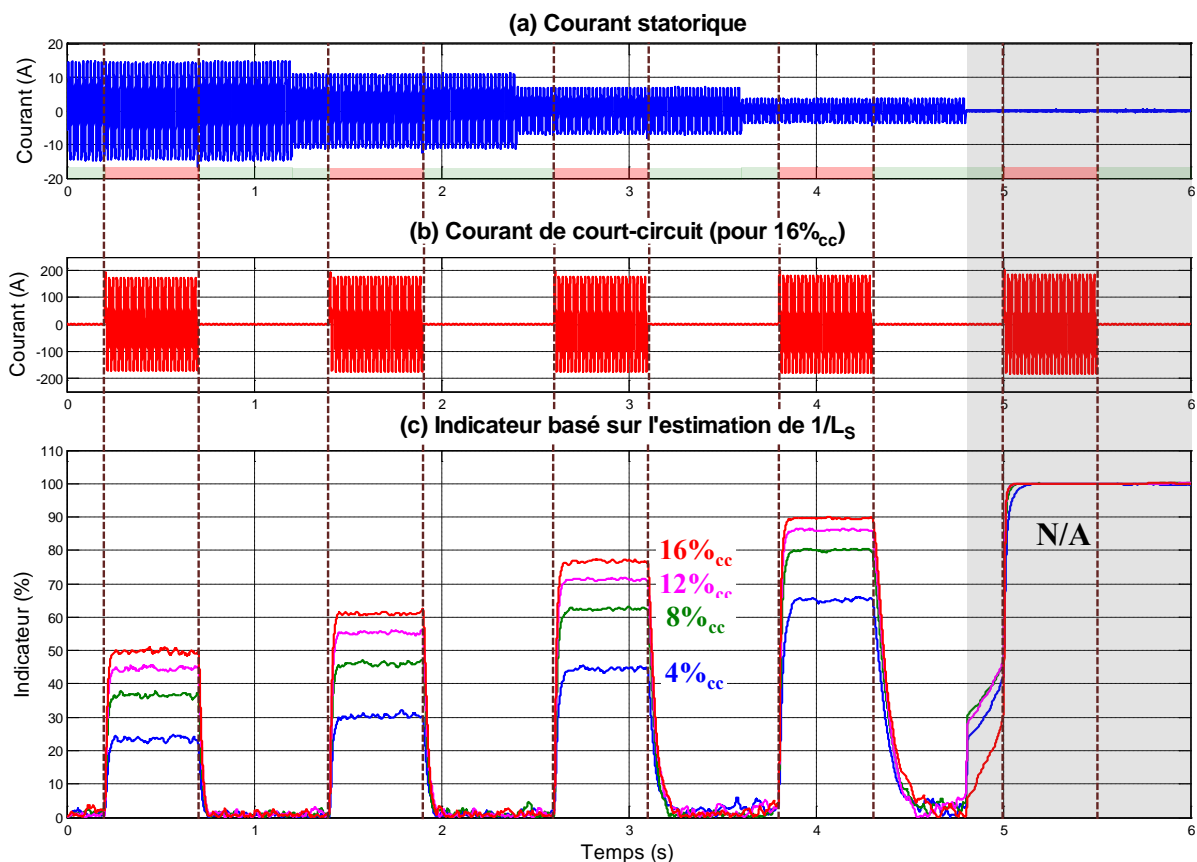 (a) Courant statorique
Courant (A)
20
10
0
-10
-20
0 1 2 3 4 5 6
(b) Courant de court-circuit (pour 16%cc)
Courant (A)
200
100
0
-100
-200
0 1 2 3 4 5 6
(c) Indicateur basé sur l'estimation de 1/LS
Indicateur (%)
110
100
90
80
70
60
50
40
30
20
10
0
16%cc
12%cc
8%cc
4%cc
N/A
0 1 2 3 4 5 6
Temps (s)